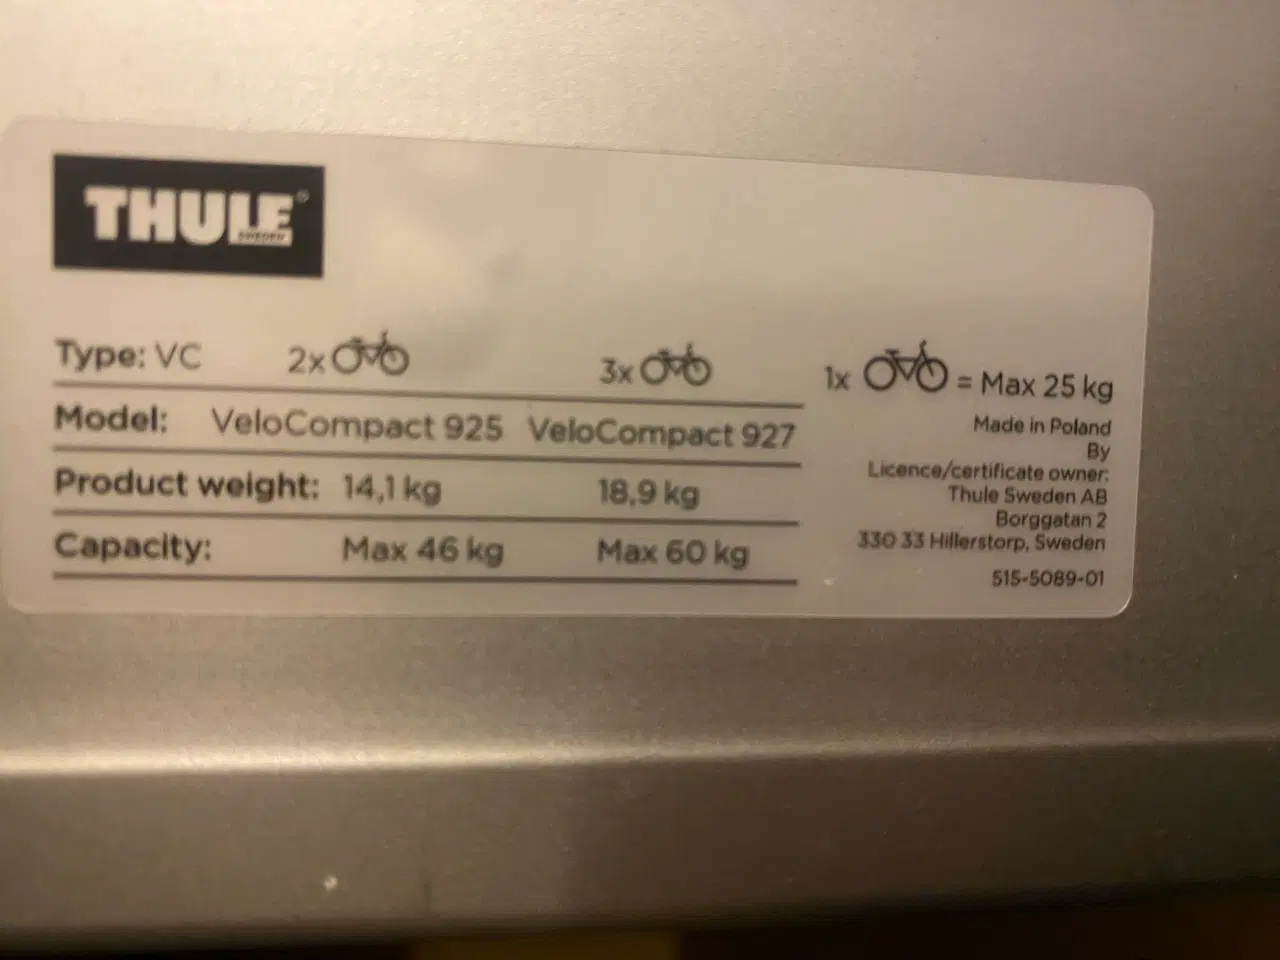 THULE®
SWEDEN
Type: VC 2x 3x
Model: VeloCompact 925 VeloCompact 927
Product weight: 14,1 kg 18,9 kg
Capacity: Max 46 kg Max 60 kg
1x = Max 25 kg
Made in Poland
By
Licence/certificate owner:
Thule Sweden AB
Borggatan 2
330 33 Hillerstorp, Sweden
515-5089-01